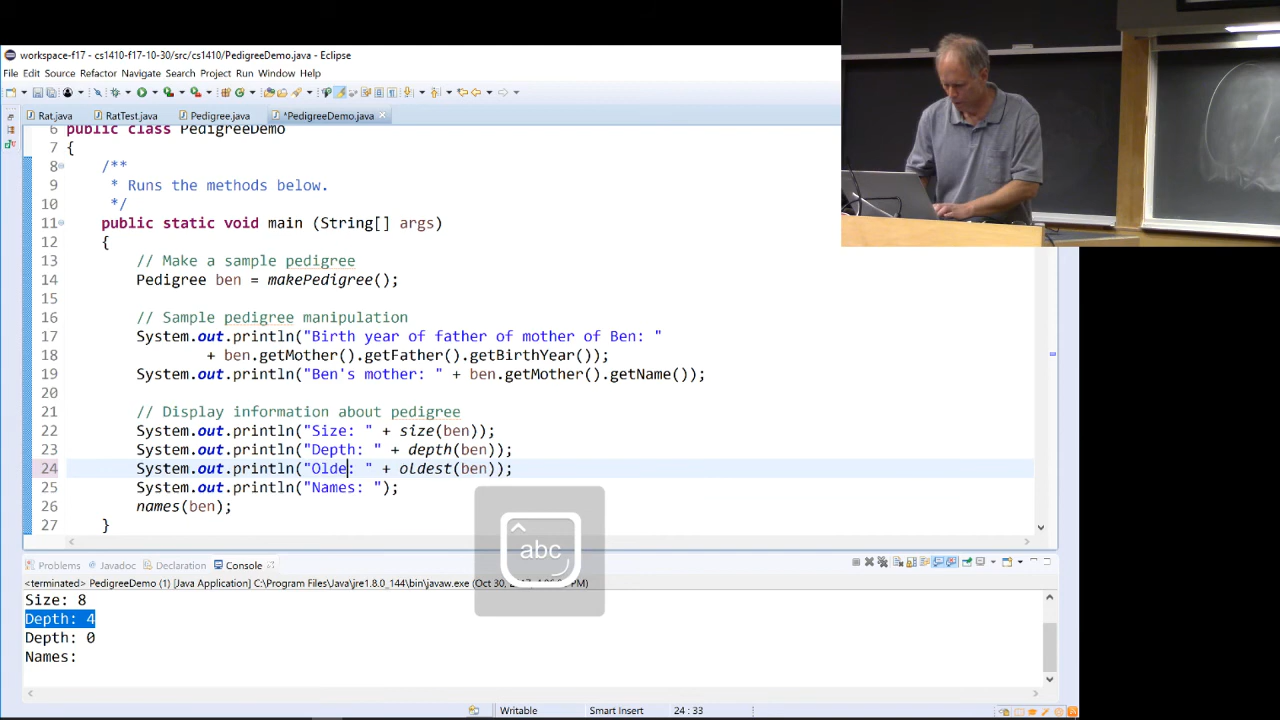 workspace-f17 - cs1410-f17-10-30/src/cs1410/PedigreeDemo.java - Eclipse
File Edit Source Refactor Navigate Search Project Run Window Help
Rat.java RatTest.java Pedigree.java *PedigreeDemo.java
6 public class PedigreeDemo
7 {
8 /**
9 * Runs the methods below.
10 */
11 public static void main (String[] args)
12 {
13 // Make a sample pedigree
14 Pedigree ben = makePedigree();
15
16 // Sample pedigree manipulation
17 System.out.println("Birth year of father of mother of Ben: "
18 + ben.getMother().getFather().getBirthYear());
19 System.out.println("Ben's mother: " + ben.getMother().getName());
20
21 // Display information about pedigree
22 System.out.println("Size: " + size(ben));
23 System.out.println("Depth: " + depth(ben));
24 System.out.println("Olde: " + oldest(ben));
25 System.out.println("Names: ");
26 names(ben);
27 }
abc
Problems Javadoc Declaration Console
<terminated> PedigreeDemo (1) [Java Application] C:\Program Files\Java\jre1.8.0_144\bin\javaw.exe (Oct 30, PM)
Size: 8
Depth: 4
Depth: 0
Names:
Writable Smart Insert 24 : 33